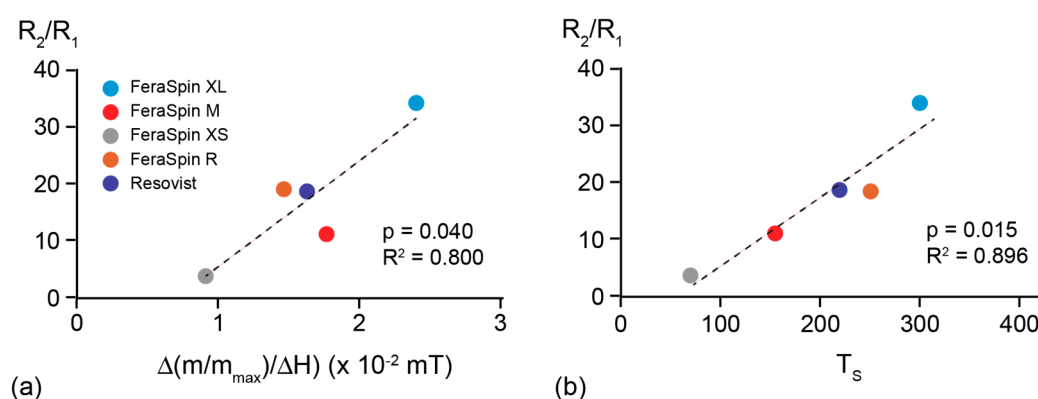 R₂/R₁
40
30
20
10
0
0
1
2
3
FeraSpin XL
FeraSpin M
FeraSpin XS
FeraSpin R
Resovist
p = 0.040
R² = 0.800
Δ(m/mₘₐₓ)/ΔH) (x 10⁻² mT)
(a)
R₂/R₁
40
30
20
10
0
0
100
200
300
400
p = 0.015
R² = 0.896
T_S
(b)